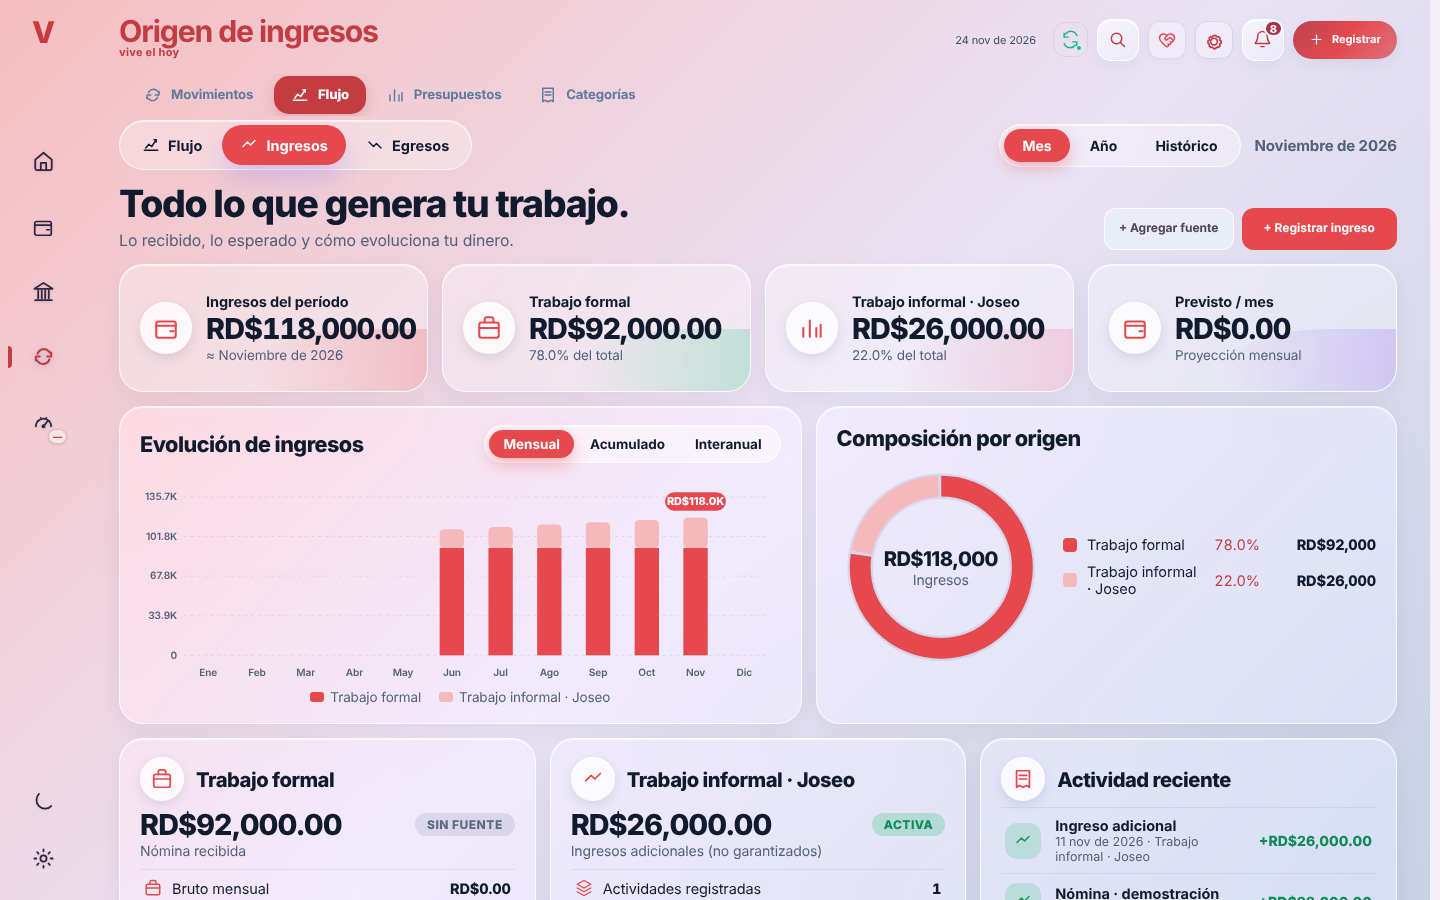 V
Origen de ingresos
vive el hoy
24 nov de 2026
8
+ Registrar
Movimientos
Flujo
Presupuestos
Categorías
Flujo
Ingresos
Egresos
Mes
Año
Histórico
Noviembre de 2026
Todo lo que genera tu trabajo.
Lo recibido, lo esperado y cómo evoluciona tu dinero.
+ Agregar fuente
+ Registrar ingreso
Ingresos del período
RD$118,000.00
≈ Noviembre de 2026
Trabajo formal
RD$92,000.00
78.0% del total
Trabajo informal · Joseo
RD$26,000.00
22.0% del total
Previsto / mes
RD$0.00
Proyección mensual
Evolución de ingresos
Mensual
Acumulado
Interanual
135.7K
101.8K
67.8K
33.9K
0
RD$118.0K
Ene
Feb
Mar
Abr
May
Jun
Jul
Ago
Sep
Oct
Nov
Dic
Trabajo formal
Trabajo informal · Joseo
Composición por origen
RD$118,000
Ingresos
Trabajo formal
78.0%
RD$92,000
Trabajo informal
· Joseo
22.0%
RD$26,000
Trabajo formal
RD$92,000.00
SIN FUENTE
Nómina recibida
Bruto mensual
RD$0.00
Trabajo informal · Joseo
RD$26,000.00
ACTIVA
Ingresos adicionales (no garantizados)
Actividades registradas
1
Actividad reciente
Ingreso adicional
11 nov de 2026 · Trabajo
informal · Joseo
+RD$26,000.00
Nómina · demostración